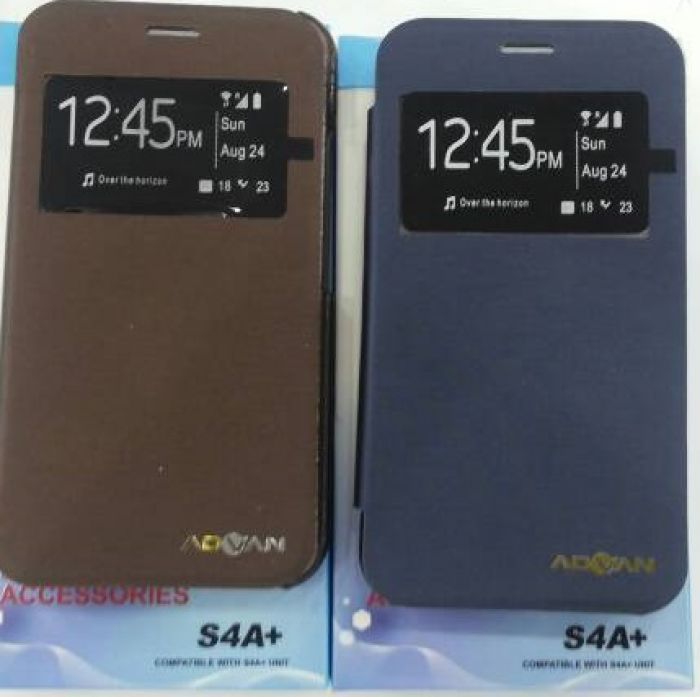 12:45PM
Sun
Aug 24
Over the horizon
18
23
ADVAN
ACCESSORIES
S4A+
COMPATIBLE WITH S4A+ UNIT
12:45PM
Sun
Aug 24
Over the horizon
18
23
ADVAN
A
S4A+
COMPATIBLE WITH S4A+ UNIT